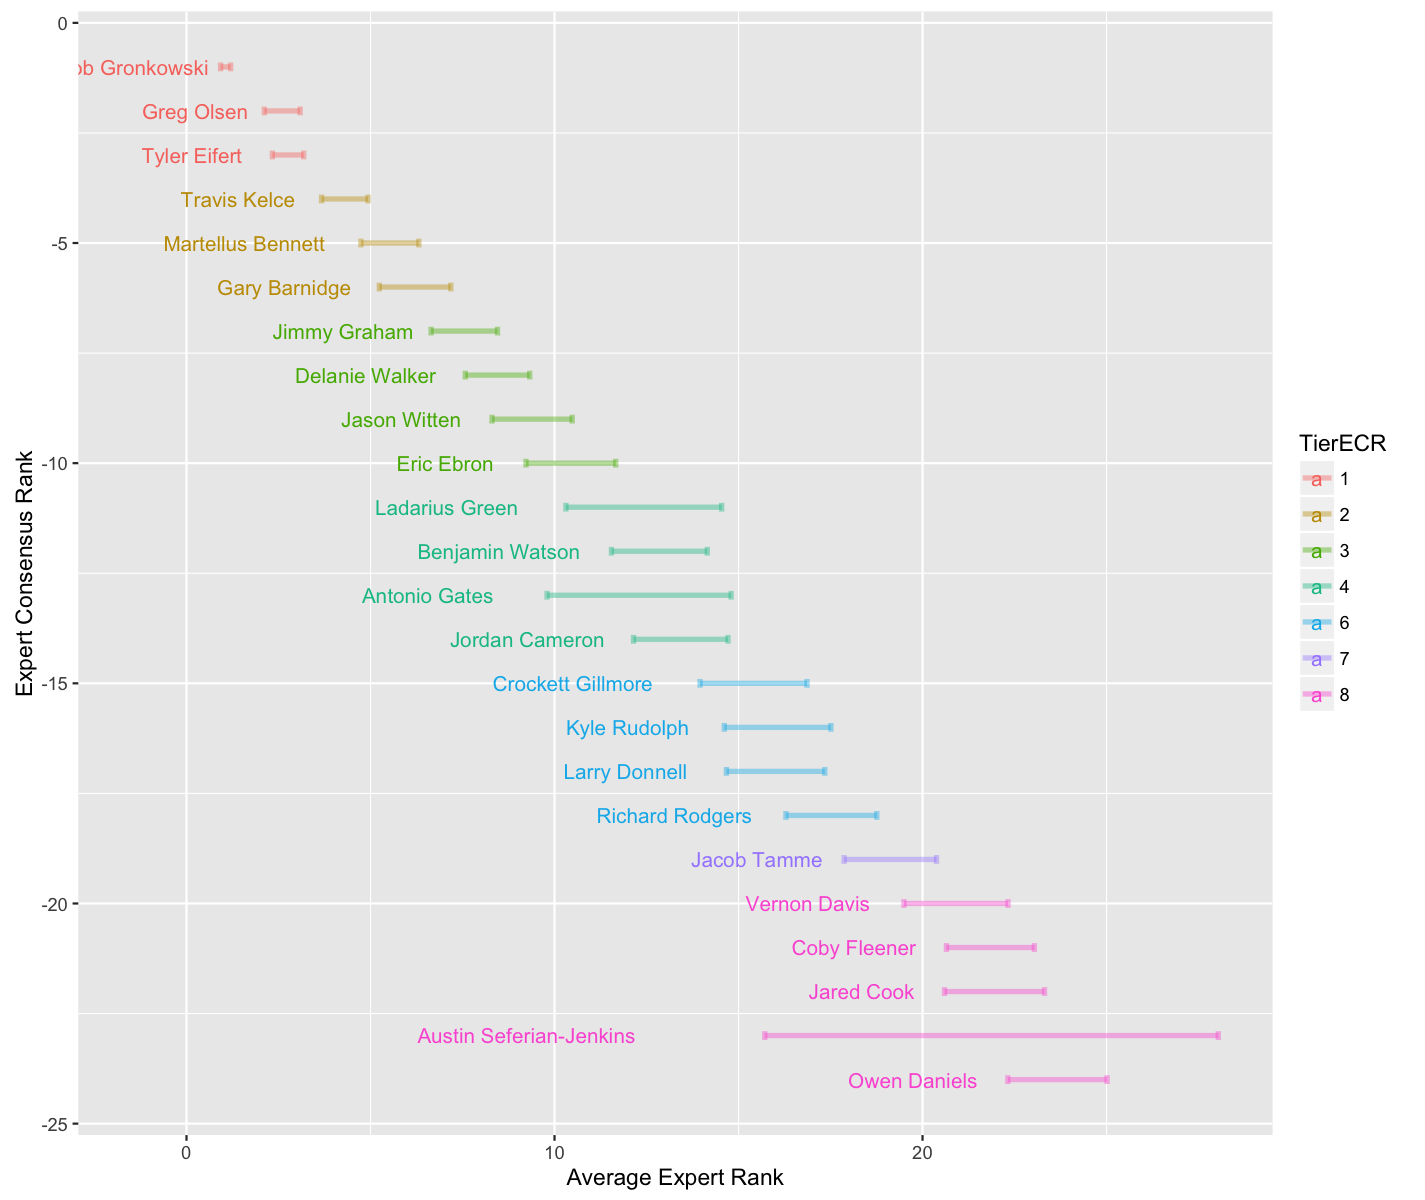 0
ob Gronkowski
Greg Olsen
Tyler Eifert
Travis Kelce
-5
Martellus Bennett
Gary Barnidge
Jimmy Graham
Delanie Walker
Jason Witten
-10
Eric Ebron
Ladarius Green
Benjamin Watson
Antonio Gates
Jordan Cameron
-15
Crockett Gillmore
Kyle Rudolph
Larry Donnell
Richard Rodgers
Jacob Tamme
-20
Vernon Davis
Coby Fleener
Jared Cook
Austin Seferian-Jenkins
Owen Daniels
-25
0 10 20
Average Expert Rank
Expert Consensus Rank
TierECR
a 1
a 2
a 3
a 4
a 6
a 7
a 8